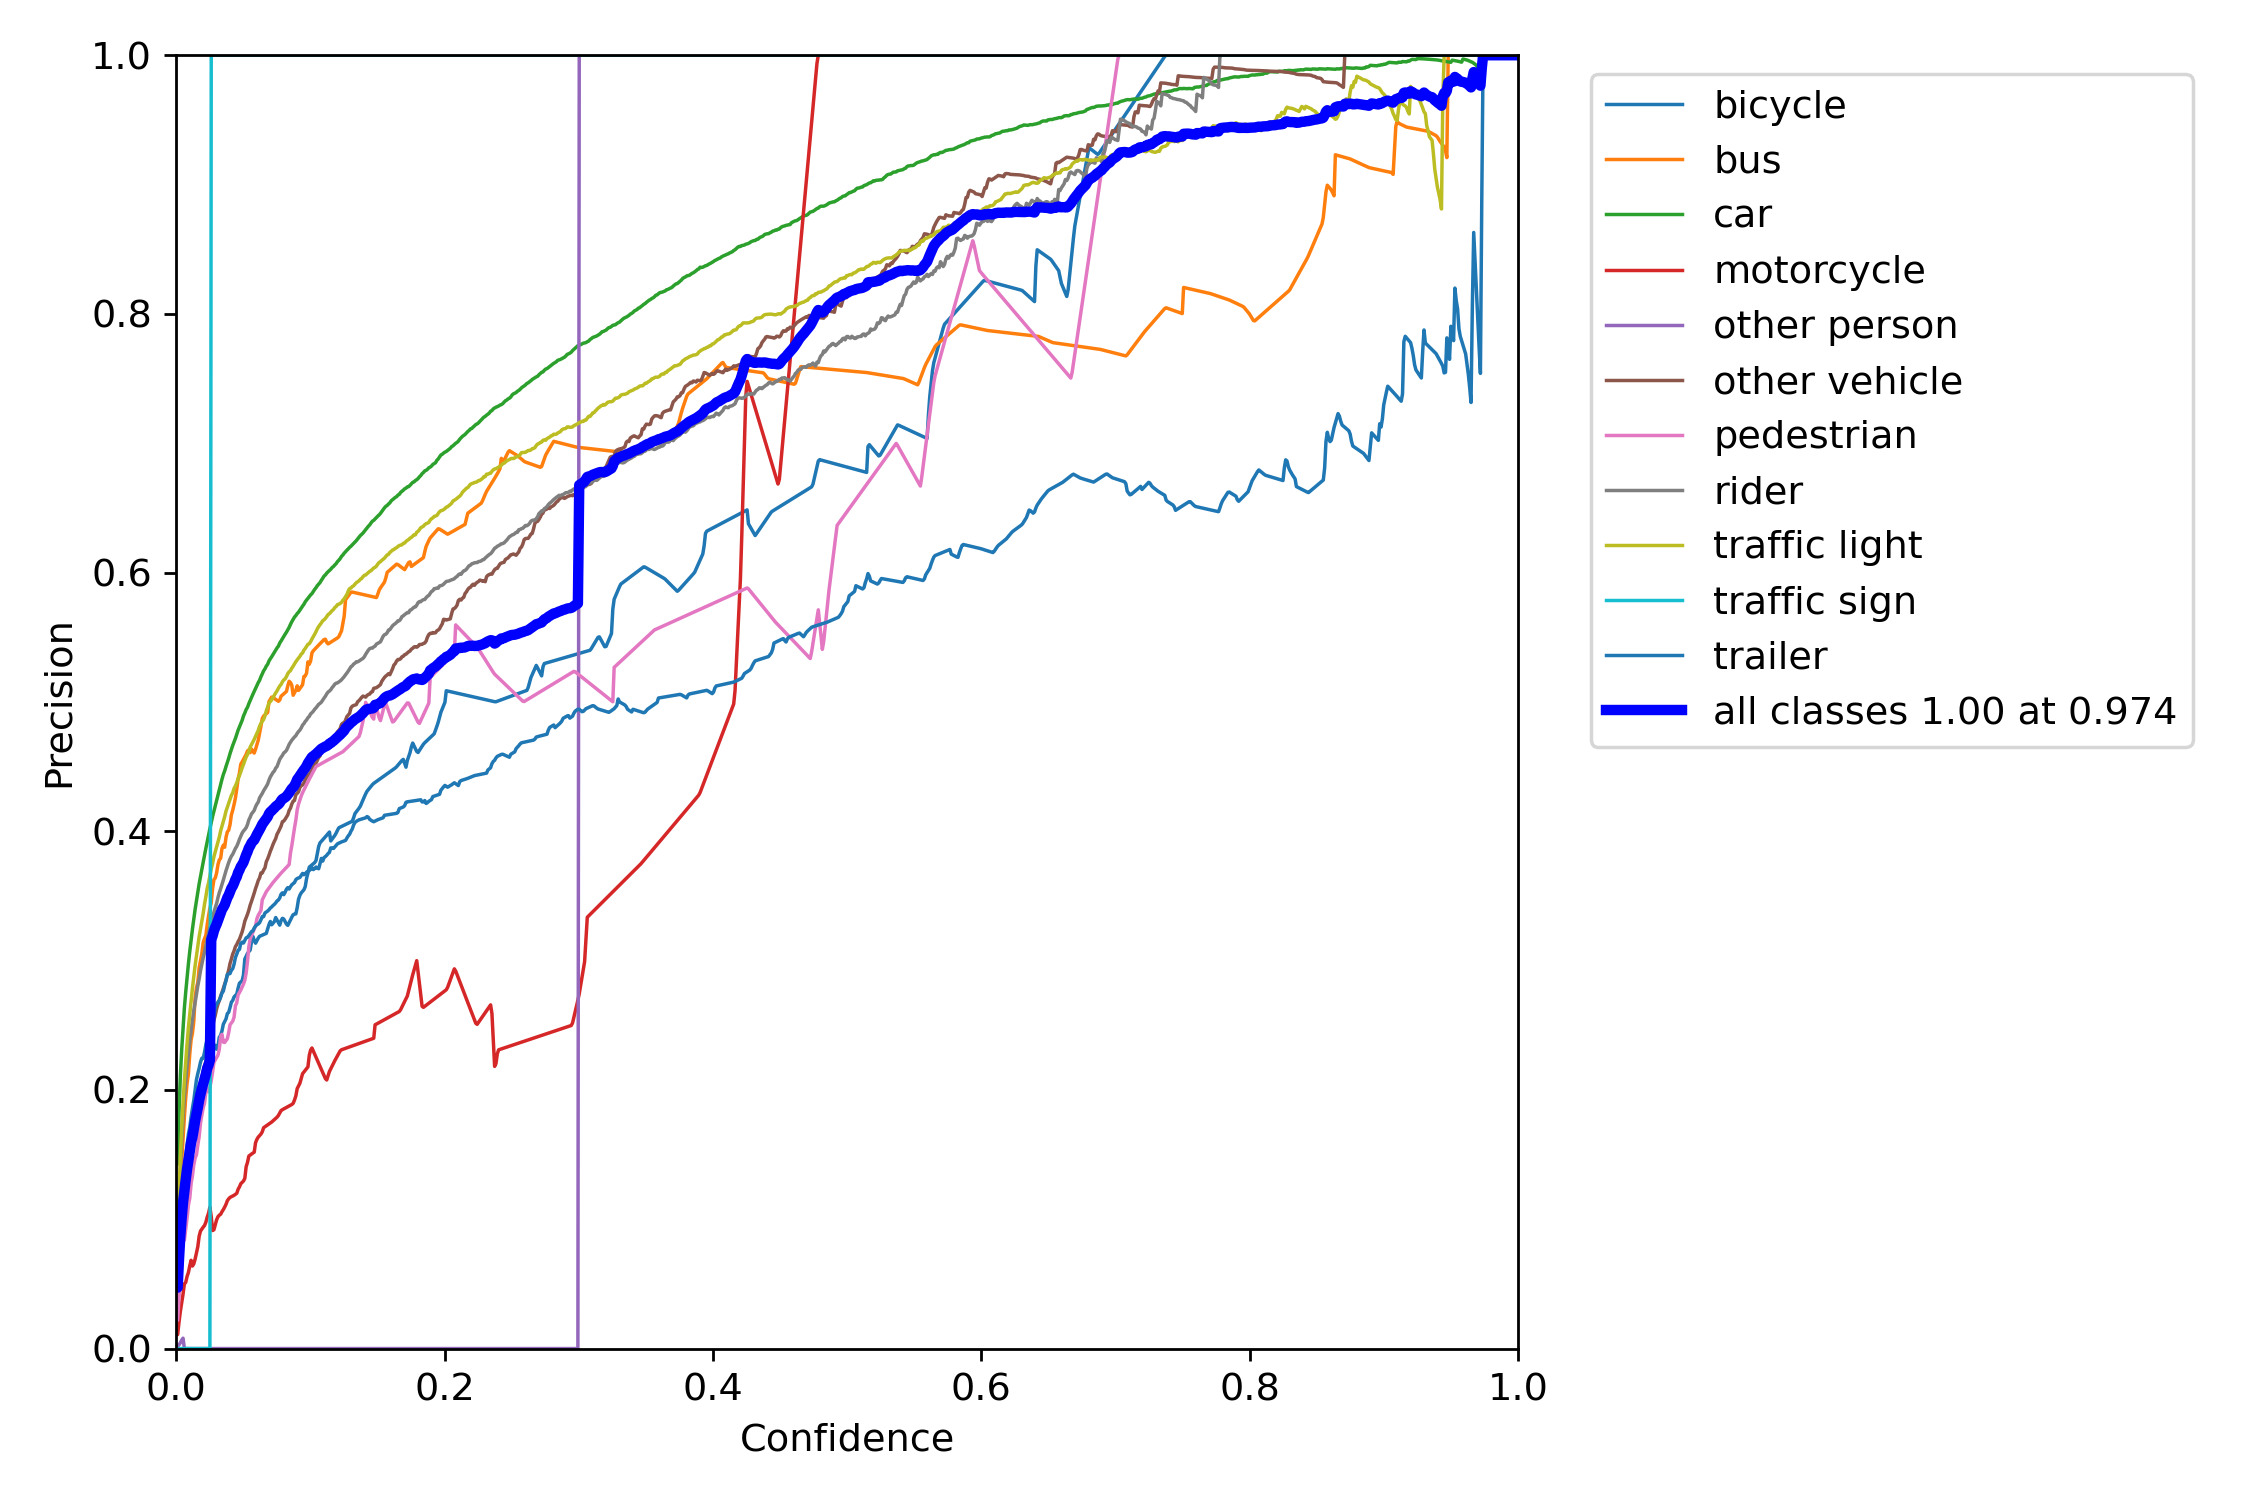 1.0
0.8
0.6
0.4
0.2
0.0
Precision
0.0 0.2 0.4 0.6 0.8 1.0
Confidence
bicycle
bus
car
motorcycle
other person
other vehicle
pedestrian
rider
traffic light
traffic sign
trailer
all classes 1.00 at 0.974